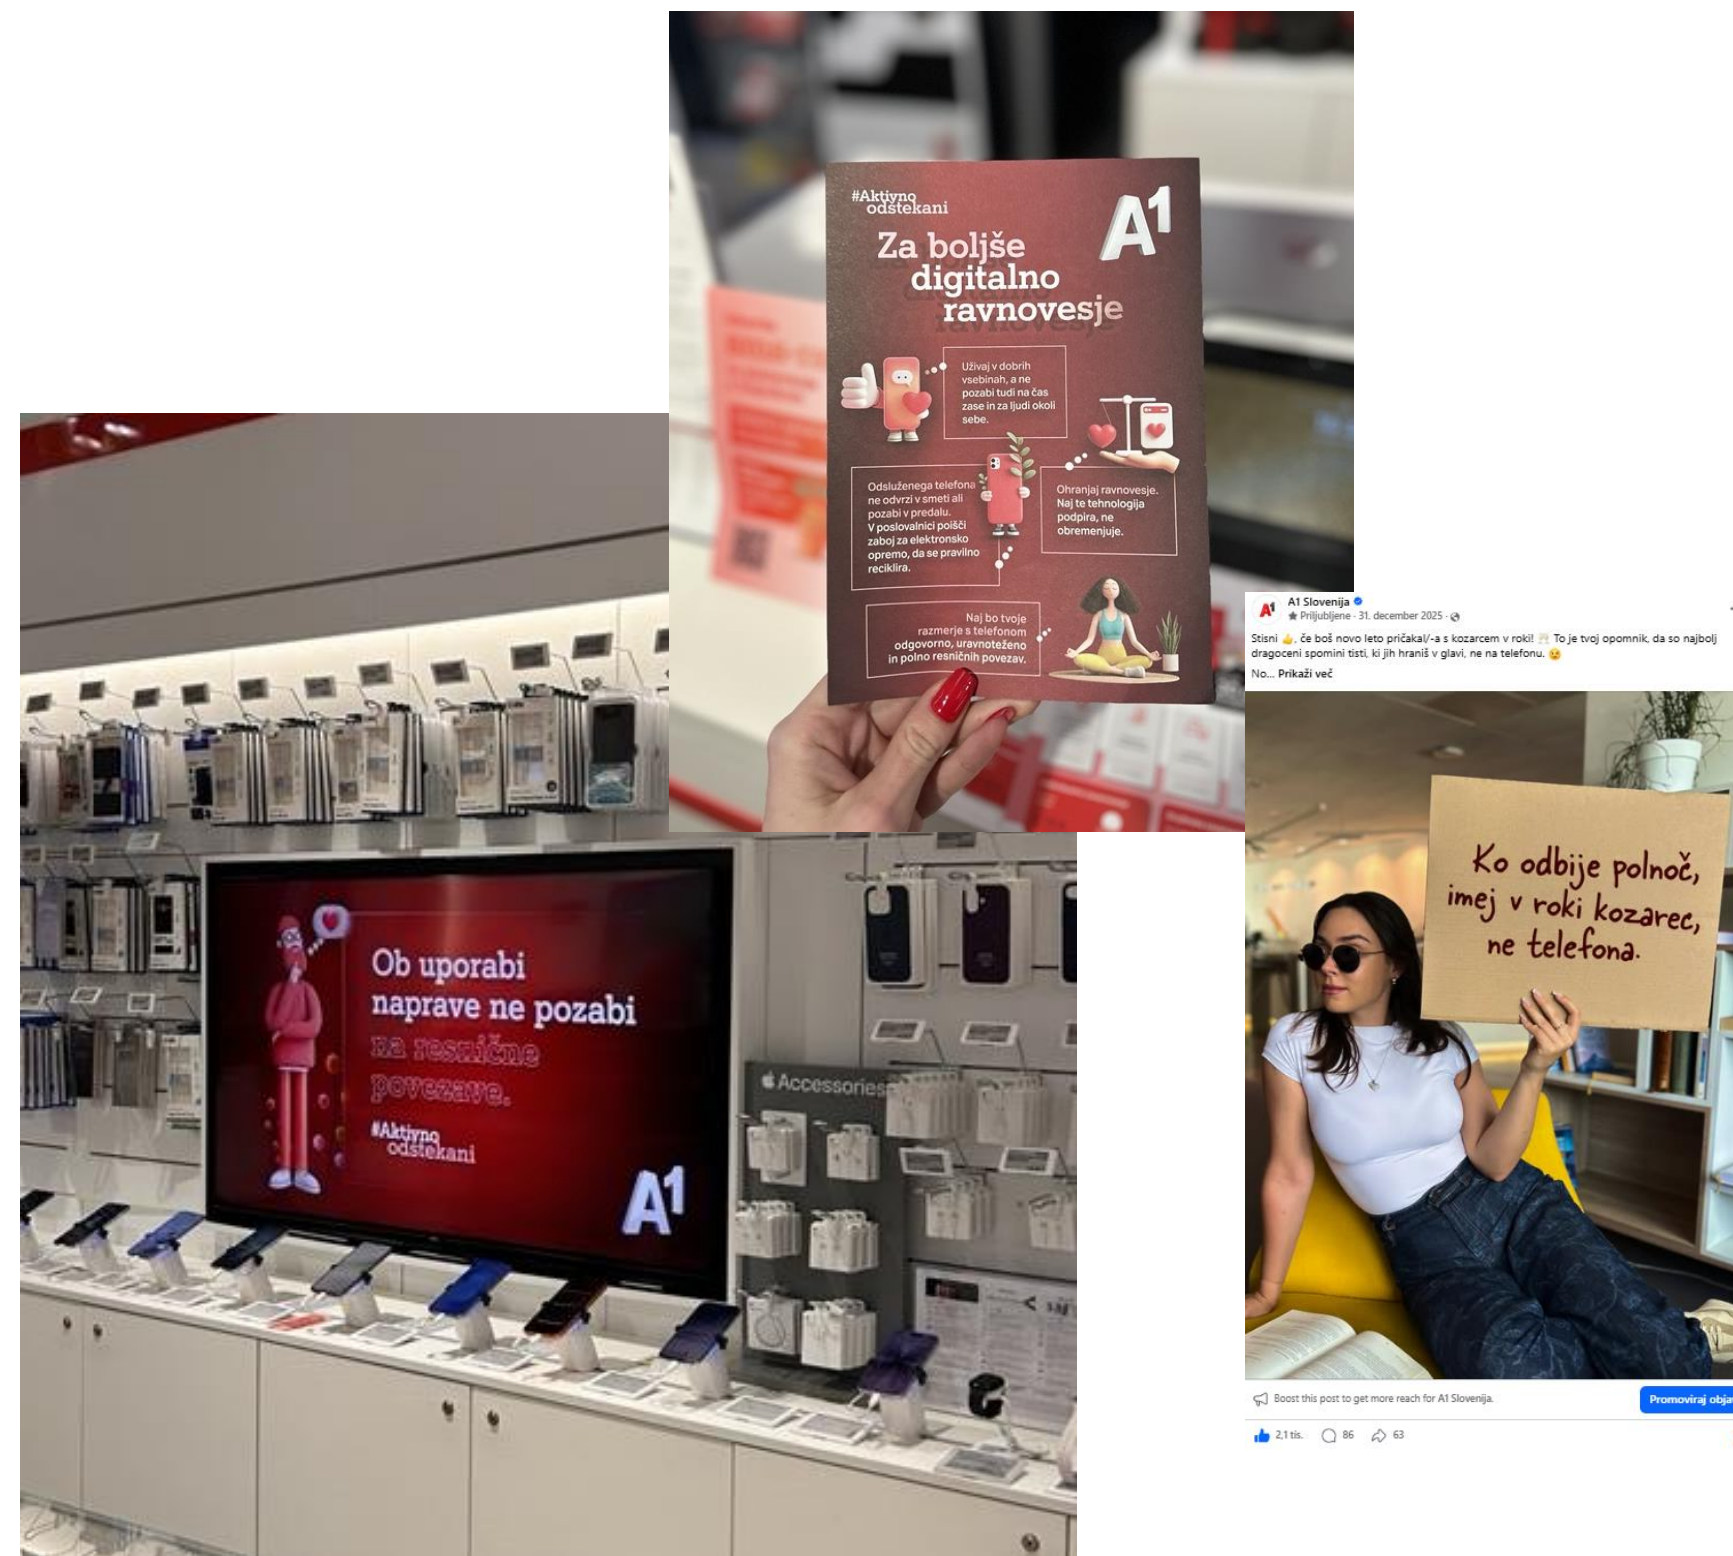 #Aktivno
odštekani
A1
Za boljše
digitalno
ravnovesje
Uživaj v dobrih
vsebinah, a ne
pozabi tudi na čas
zase in za ljudi okoli
sebe.
Odsluženega telefona
ne odvrzi v smeti ali
pozabi v predalu.
V poslovalnici poišči
zaboj za elektronsko
opremo, da se pravilno
reciklira.
Ohranjaj ravnovesje.
Naj te tehnologija
podpira, ne
obremenjuje.
Naj bo tvoje
razmerje s telefonom
odgovorno, uravnoteženo
in polno resničnih povezav.
Ob uporabi
naprave ne pozabi
na resnične
povezave.
#Aktivno
odštekani
A1
Accessories
A1
A1 Slovenija
Priljubljene · 31. december 2025 ·
Stisni 👍, če boš novo leto pričakal/-a s kozarcem v roki! 🥂 To je tvoj opomnik, da so najbolj
dragoceni spomini tisti, ki jih hraniš v glavi, ne na telefonu. 😉
No... Prikaži več
Ko odbije polnoč,
imej v roki kozarec,
ne telefona.
Boost this post to get more reach for A1 Slovenija.
Promoviraj obja
2,1 tis. 86 63